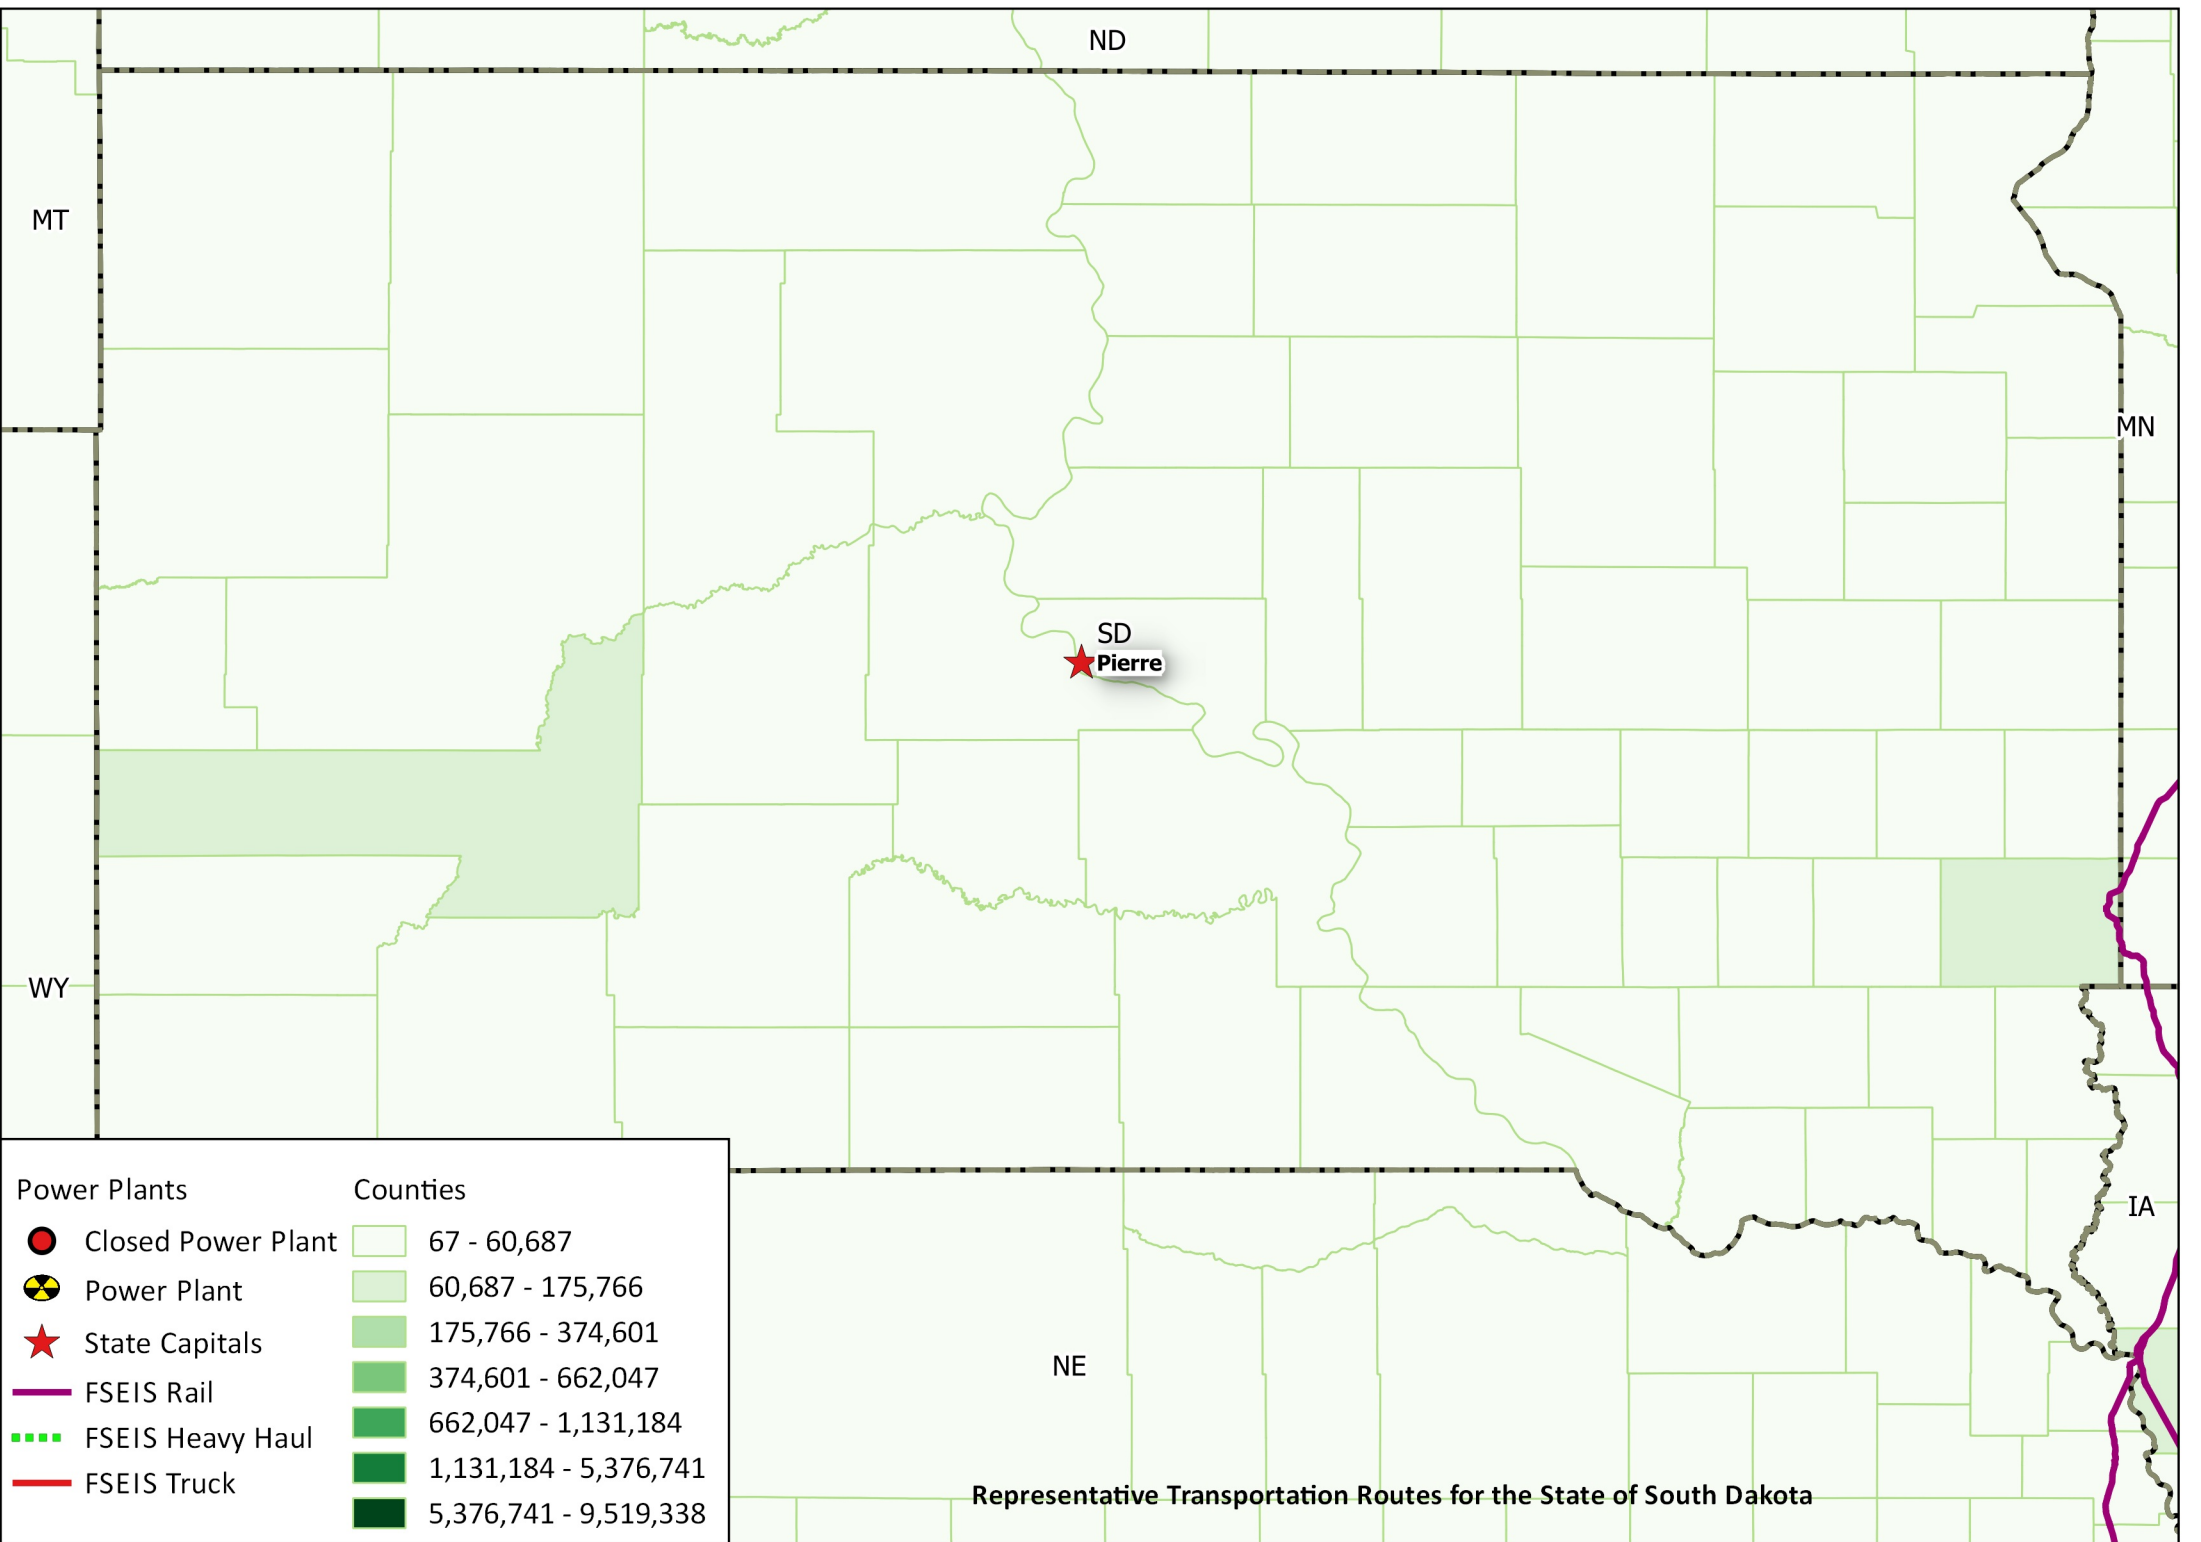 ND
MT
MN
SD
Pierre
WY
IA
NE
Power Plants
Closed Power Plant
Power Plant
State Capitals
FSEIS Rail
FSEIS Heavy Haul
FSEIS Truck
Counties
67 - 60,687
60,687 - 175,766
175,766 - 374,601
374,601 - 662,047
662,047 - 1,131,184
1,131,184 - 5,376,741
5,376,741 - 9,519,338
Representative Transportation Routes for the State of South Dakota